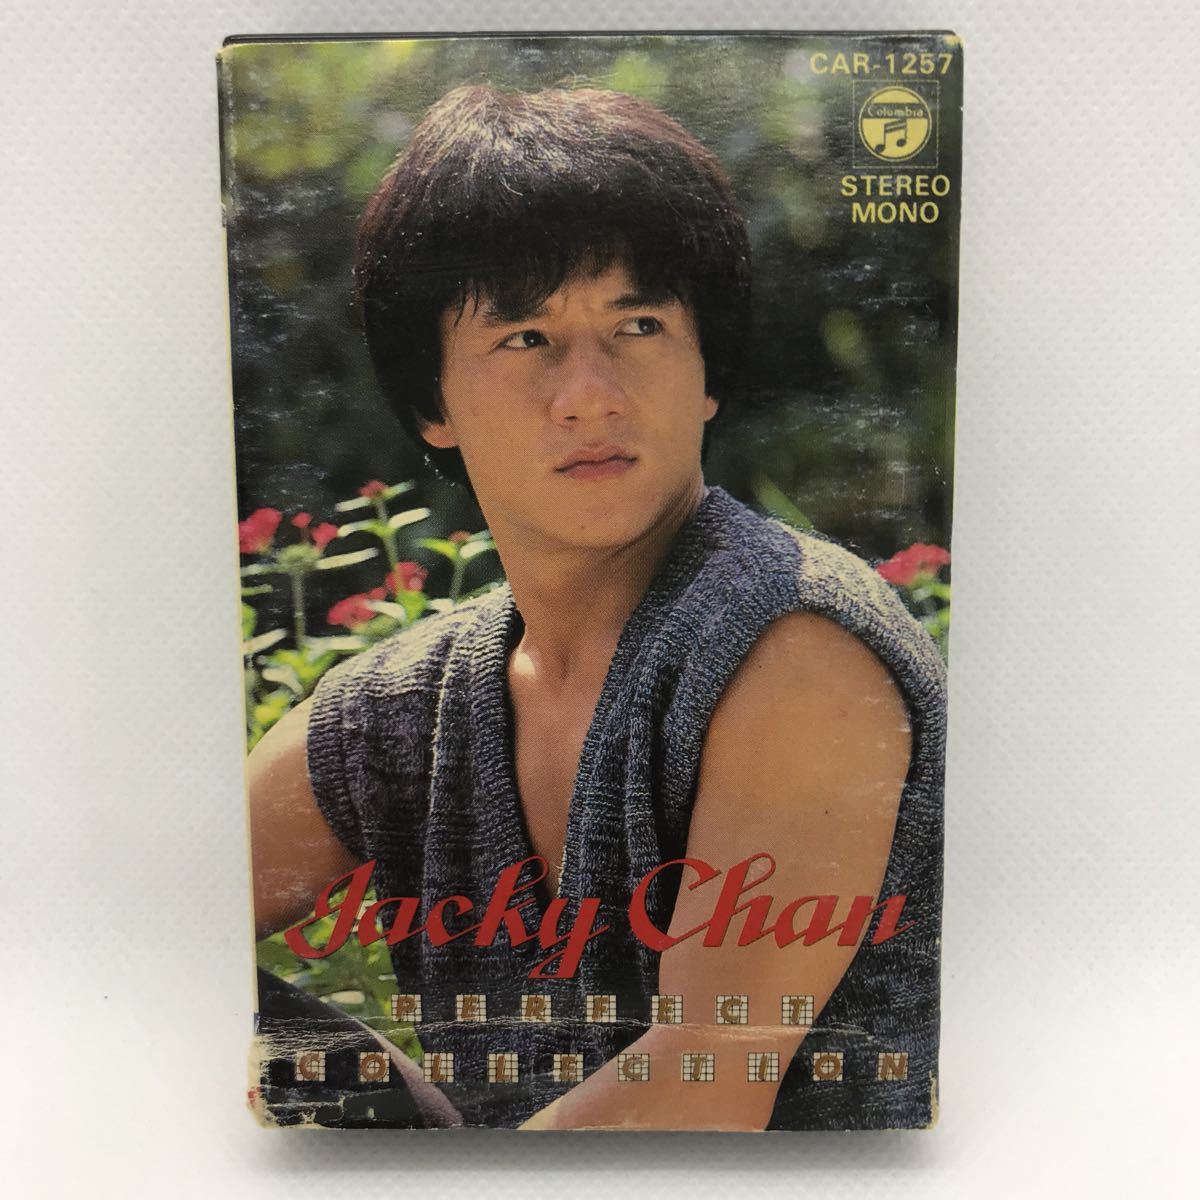 CAR-1257
Columbia
STEREO
MONO
Jacky Chan
PERFECT
COLLECTION